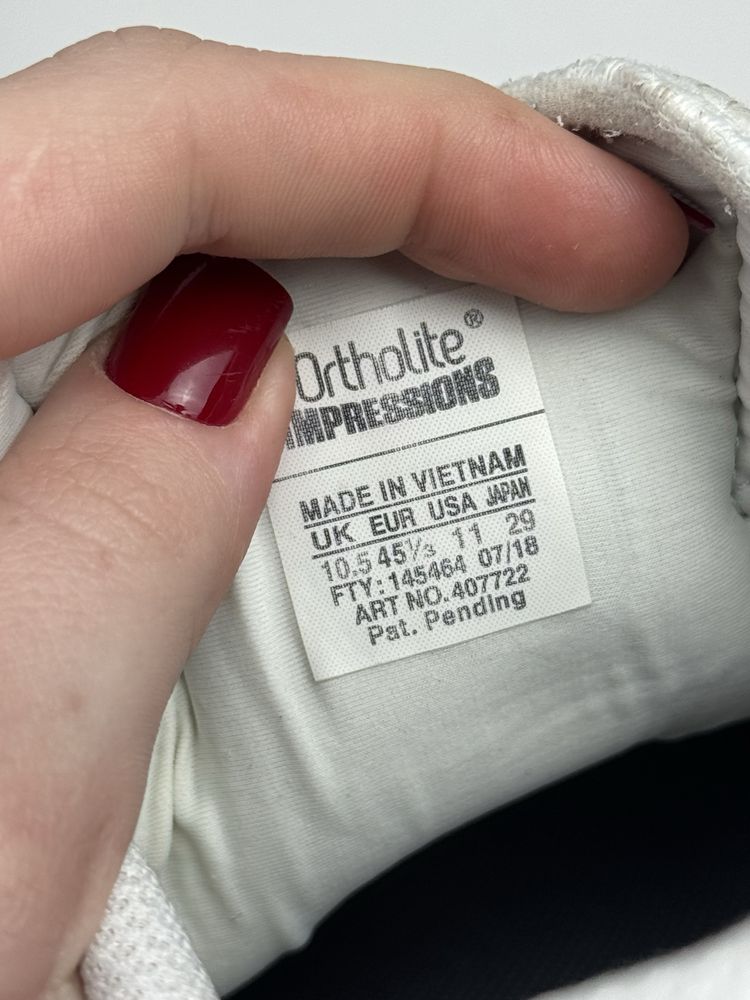 Ortholite®
IMPRESSIONS
MADE IN VIETNAM
UK EUR USA JAPAN
10.5 45⅓ 11 29
FTY: 145464 07/18
ART NO. 407722
Pat. Pending